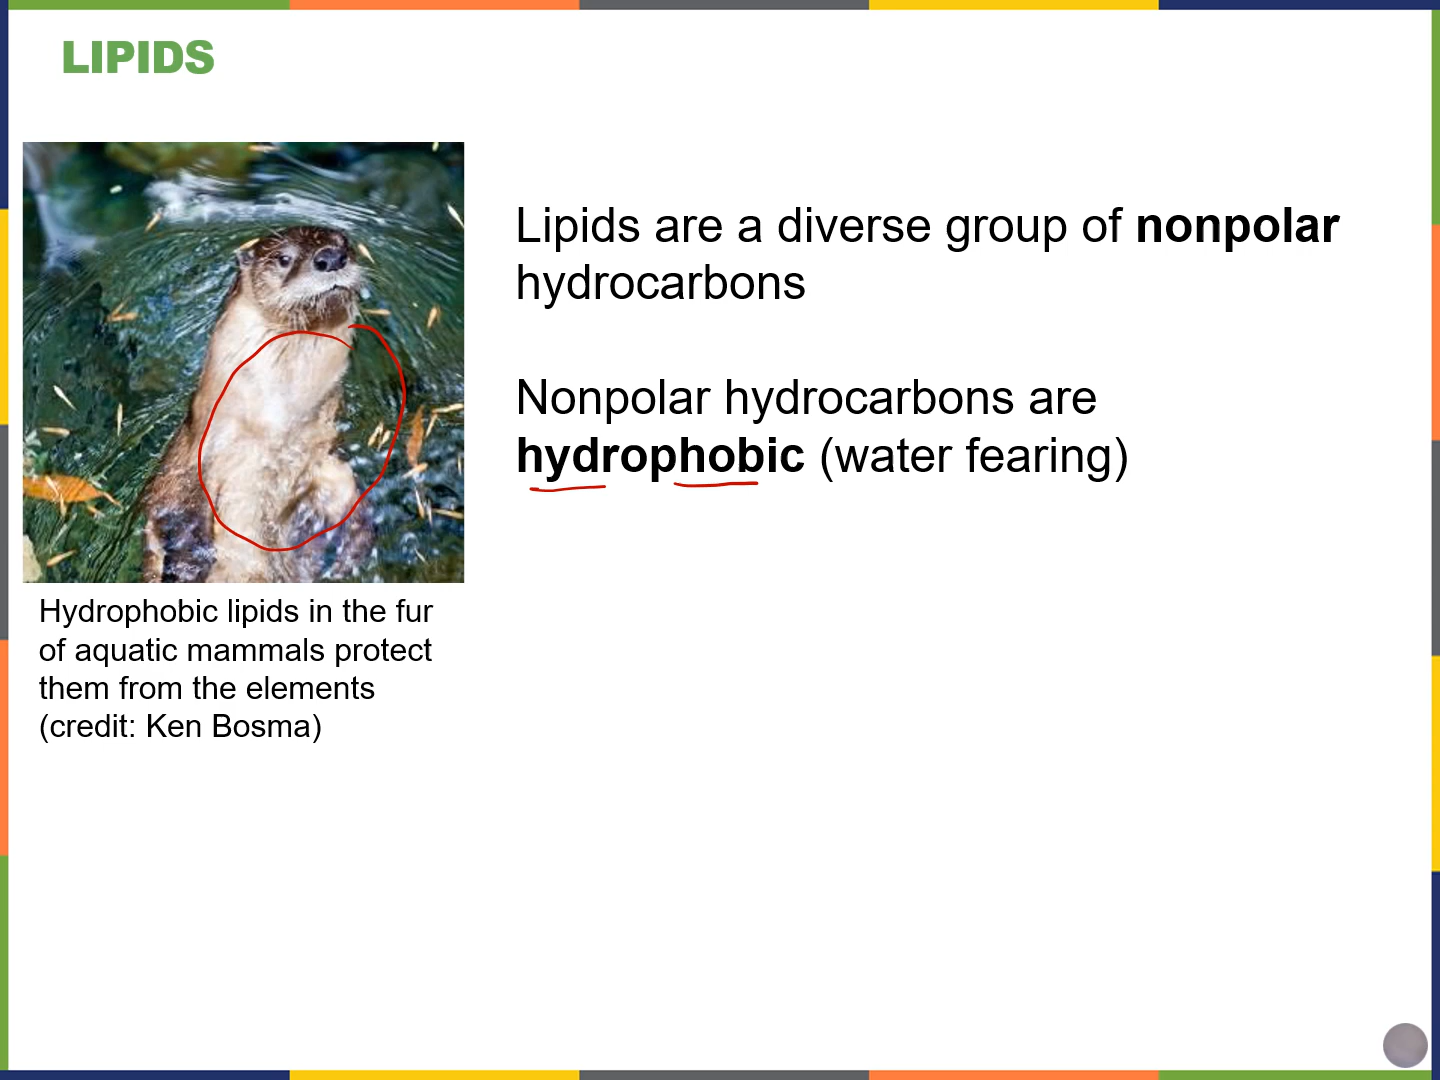 LIPIDS
Lipids are a diverse group of nonpolar
hydrocarbons
Nonpolar hydrocarbons are
hydrophobic (water fearing)
Hydrophobic lipids in the fur
of aquatic mammals protect
them from the elements
(credit: Ken Bosma)